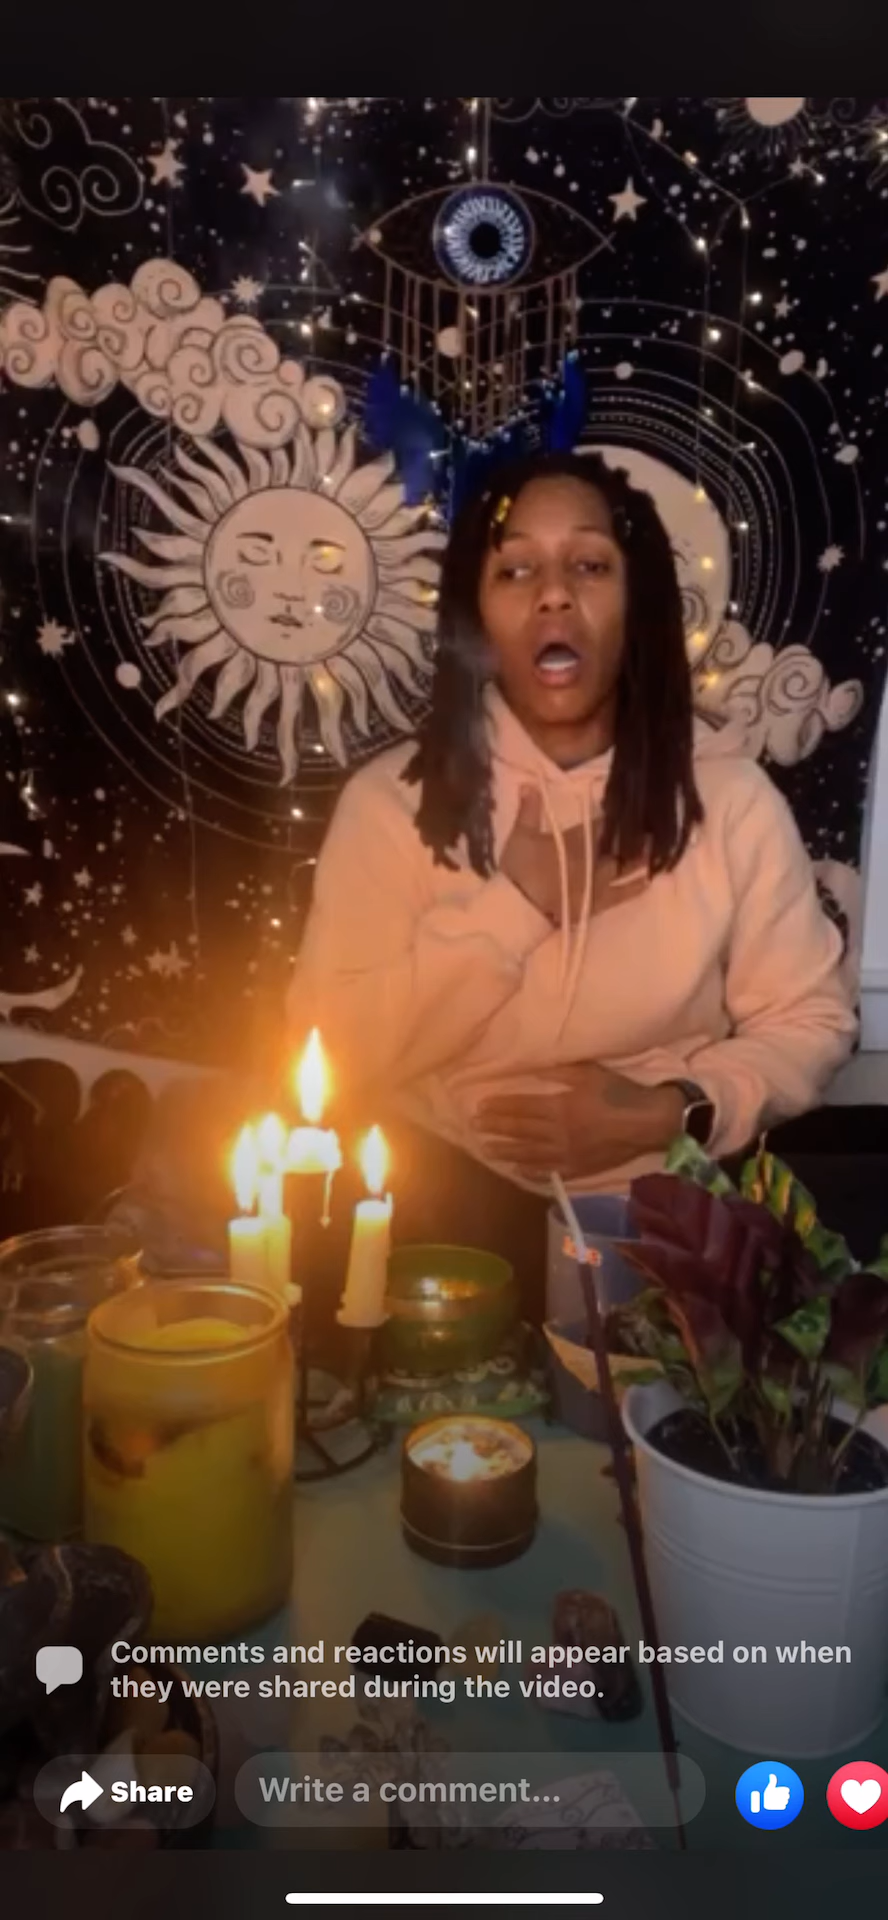 Comments and reactions will appear based on when
they were shared during the video.
Share
Write a comment...